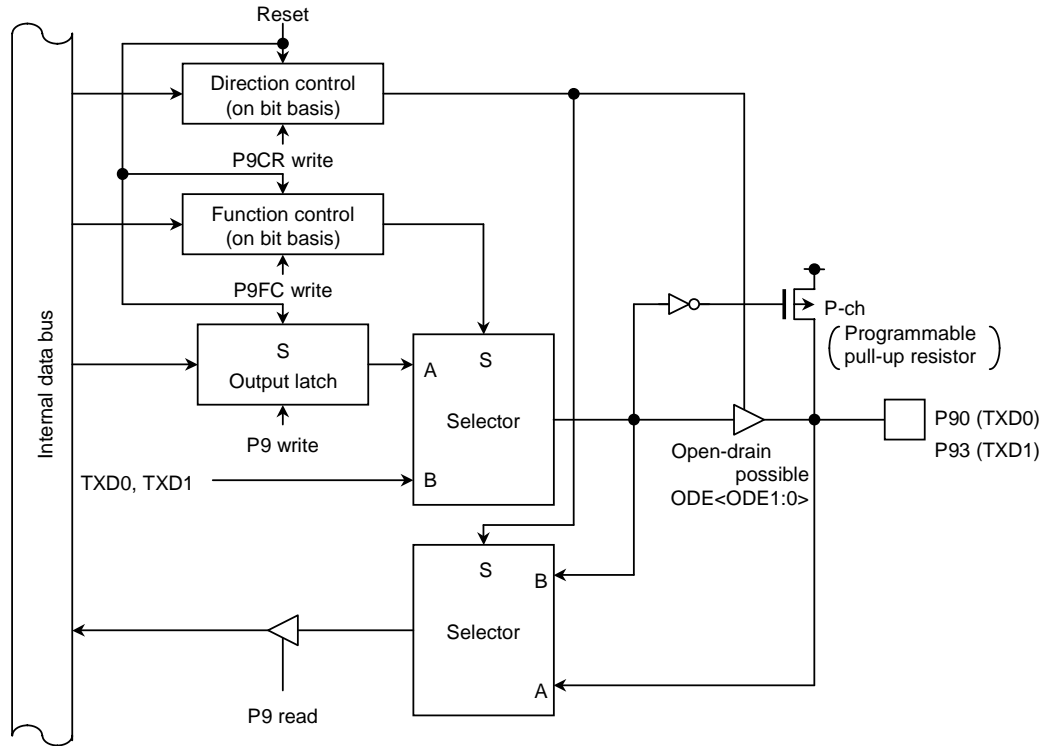 Reset
Direction control
(on bit basis)
P9CR write
Function control
(on bit basis)
P9FC write
Internal data bus
S
Output latch
P9 write
TXD0, TXD1
A
S
Selector
B
P-ch
(Programmable
pull-up resistor)
P90 (TXD0)
P93 (TXD1)
Open-drain
possible
ODE<ODE1:0>
S
B
Selector
A
P9 read